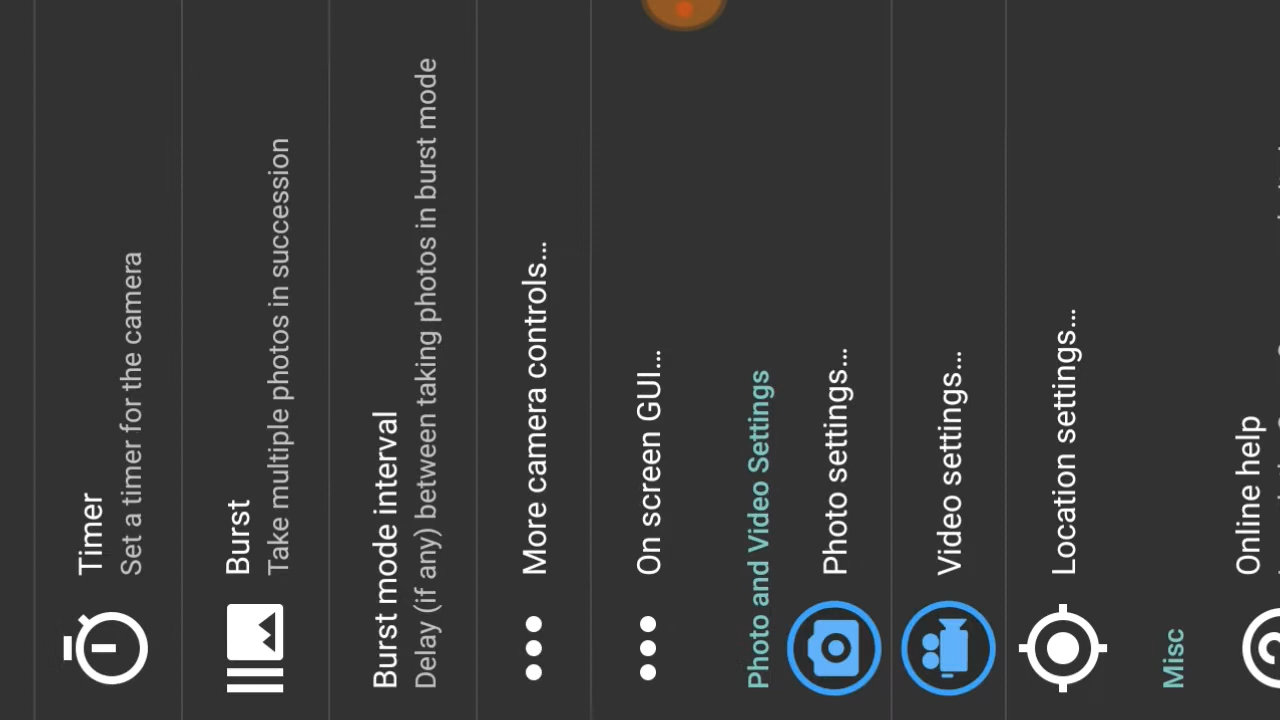 Timer
Set a timer for the camera
Burst
Take multiple photos in succession
Burst mode interval
Delay (if any) between taking photos in burst mode
More camera controls...
On screen GUI...
Photo and Video Settings
Photo settings...
Video settings...
Location settings...
Misc
Online help